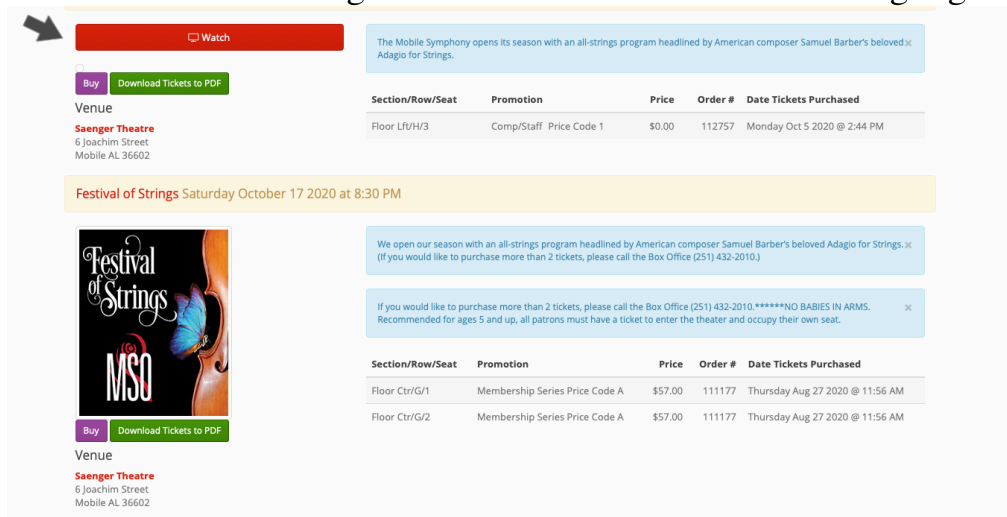 Watch
The Mobile Symphony opens its season with an all-strings program headlined by American composer Samuel Barber's beloved
Adagio for Strings.
Buy Download Tickets to PDF
Venue
Saenger Theatre
6 Joachim Street
Mobile AL 36602
Section/Row/Seat Promotion Price Order # Date Tickets Purchased
Floor Lft/H/3 Comp/Staff Price Code 1 $0.00 112757 Monday Oct 5 2020 @ 2:44 PM
Festival of Strings Saturday October 17 2020 at 8:30 PM
Festival
of Strings
MSO
Buy Download Tickets to PDF
Venue
Saenger Theatre
6 Joachim Street
Mobile AL 36602
We open our season with an all-strings program headlined by American composer Samuel Barber's beloved Adagio for Strings.
(If you would like to purchase more than 2 tickets, please call the Box Office (251) 432-2010.)
If you would like to purchase more than 2 tickets, please call the Box Office (251) 432-2010.******NO BABIES IN ARMS.
Recommended for ages 5 and up, all patrons must have a ticket to enter the theater and occupy their own seat.
Section/Row/Seat Promotion Price Order # Date Tickets Purchased
Floor Ctr/G/1 Membership Series Price Code A $57.00 111177 Thursday Aug 27 2020 @ 11:56 AM
Floor Ctr/G/2 Membership Series Price Code A $57.00 111177 Thursday Aug 27 2020 @ 11:56 AM